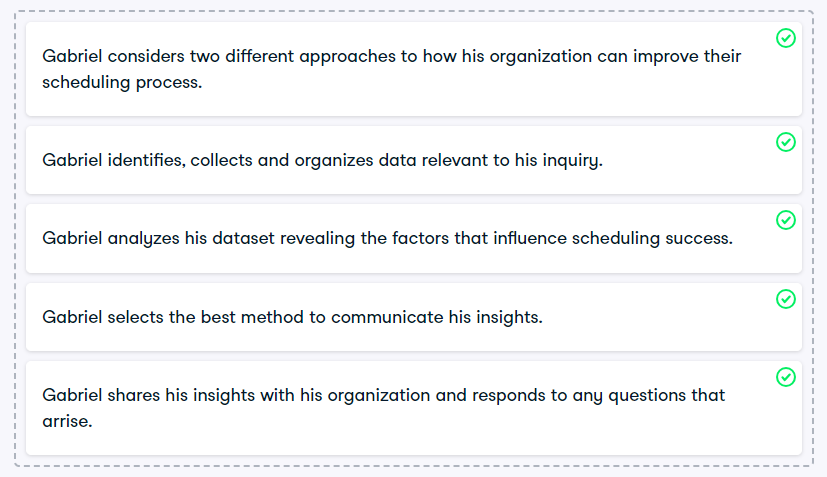 Gabriel considers two different approaches to how his organization can improve their
scheduling process.
Gabriel identifies, collects and organizes data relevant to his inquiry.
Gabriel analyzes his dataset revealing the factors that influence scheduling success.
Gabriel selects the best method to communicate his insights.
Gabriel shares his insights with his organization and responds to any questions that
arrise.